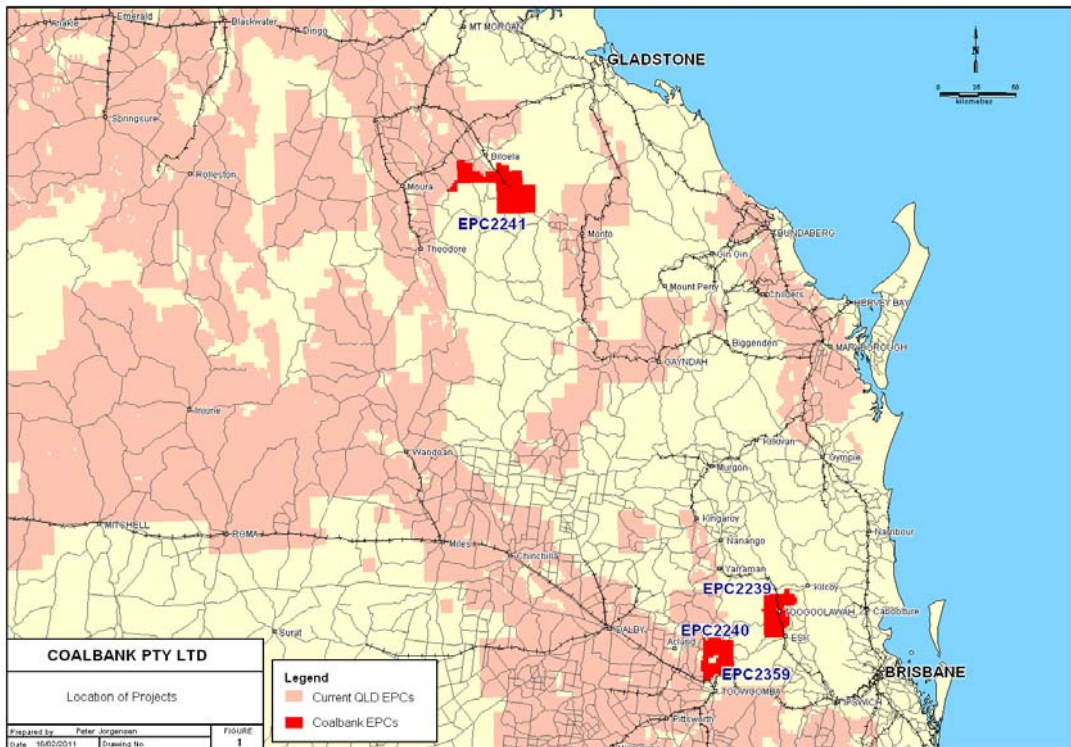 Anakie
Emerald
Blackwater
Dingo
MT MORGAN
GLADSTONE
N
0 25 50
kilometres
Springsure
Rolleston
Biloela
Moura
EPC2241
Theodore
Monto
BUNDABERG
Gin Gin
Mount Perry
Childers
HERVEY BAY
Biggenden
MARYBOROUGH
GAYNDAH
Injune
Wandoan
Kilkivan
Gympie
Murgon
MITCHELL
ROMA
Miles
Chinchilla
Kingaroy
Nanango
Nambour
Yarraman
EPC2239
Kilcoy
TOOGOOLAWAH
Caboolture
Surat
DALBY
EPC2240
Acland
ESK
EPC2359
BRISBANE
TOOWOOMBA
IPSWICH
Pittsworth
COALBANK PTY LTD
Location of Projects
Prepared by Peter Jorgensen
Date 16/02/2011 Drawing No.
FIGURE
1
Legend
Current QLD EPCs
Coalbank EPCs